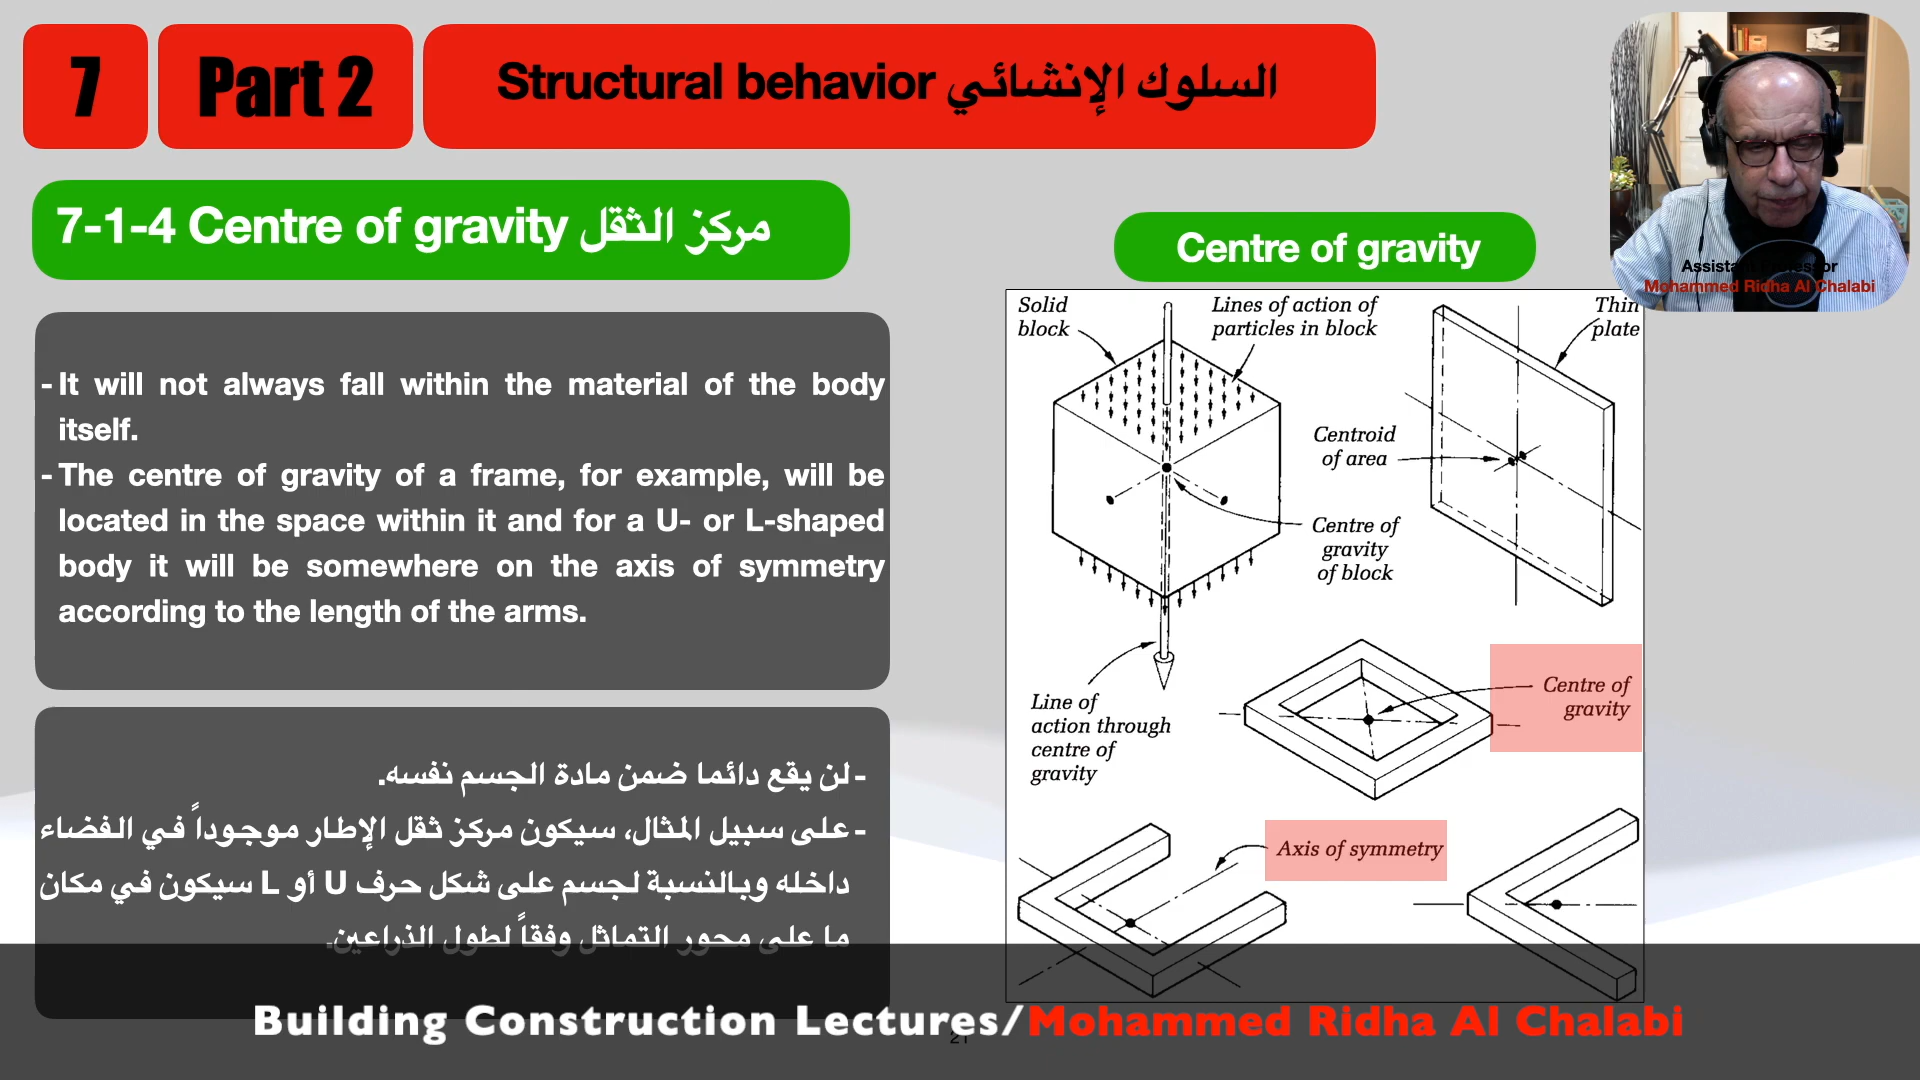 7
Part 2
Structural behavior السلوك الإنشائي
7-1-4 Centre of gravity مركز الثقل
Centre of gravity
Assistant Professor
Mohammed Ridha Al Chalabi
- It will not always fall within the material of the body
itself.
- The centre of gravity of a frame, for example, will be
located in the space within it and for a U- or L-shaped
body it will be somewhere on the axis of symmetry
according to the length of the arms.
- لن يقع دائما ضمن مادة الجسم نفسه.
- على سبيل المثال، سيكون مركز ثقل الإطار موجوداً في الفضاء
داخله وبالنسبة لجسم على شكل حرف U أو L سيكون في مكان
ما على محور التماثل وفقاً لطول الذراعين.
Solid
block
Lines of action of
particles in block
Thin
plate
Centroid
of area
Centre of
gravity
of block
Line of
action through
centre of
gravity
Centre of
gravity
Axis of symmetry
Building Construction Lectures/Mohammed Ridha Al Chalabi
21